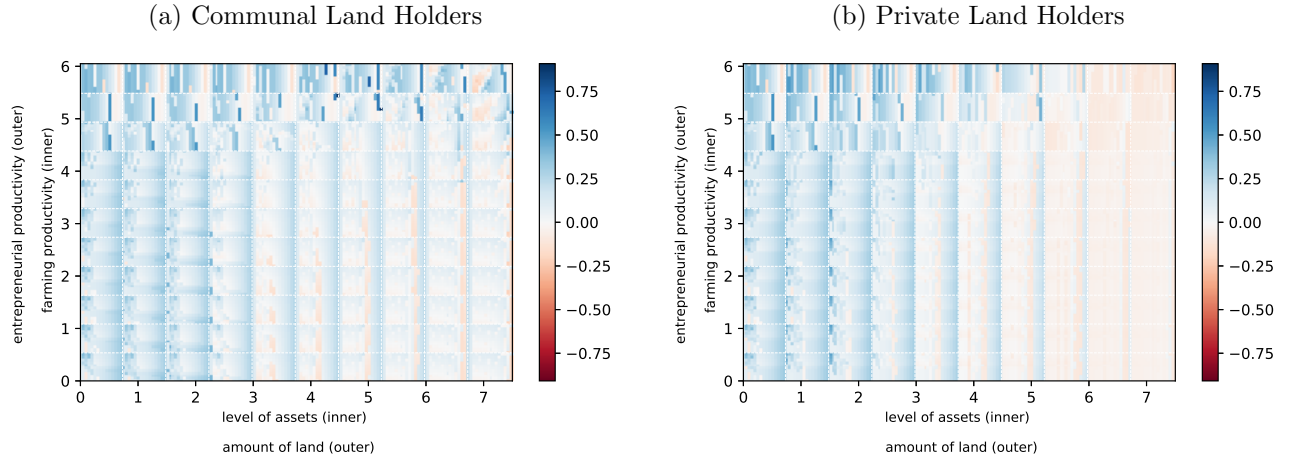 (a) Communal Land Holders
entrepreneurial productivity (outer)
farming productivity (inner)
6
5
4
3
2
1
0
0 1 2 3 4 5 6 7
level of assets (inner)
amount of land (outer)
0.75
0.50
0.25
0.00
−0.25
−0.50
−0.75
(b) Private Land Holders
entrepreneurial productivity (outer)
farming productivity (inner)
6
5
4
3
2
1
0
0 1 2 3 4 5 6 7
level of assets (inner)
amount of land (outer)
0.75
0.50
0.25
0.00
−0.25
−0.50
−0.75